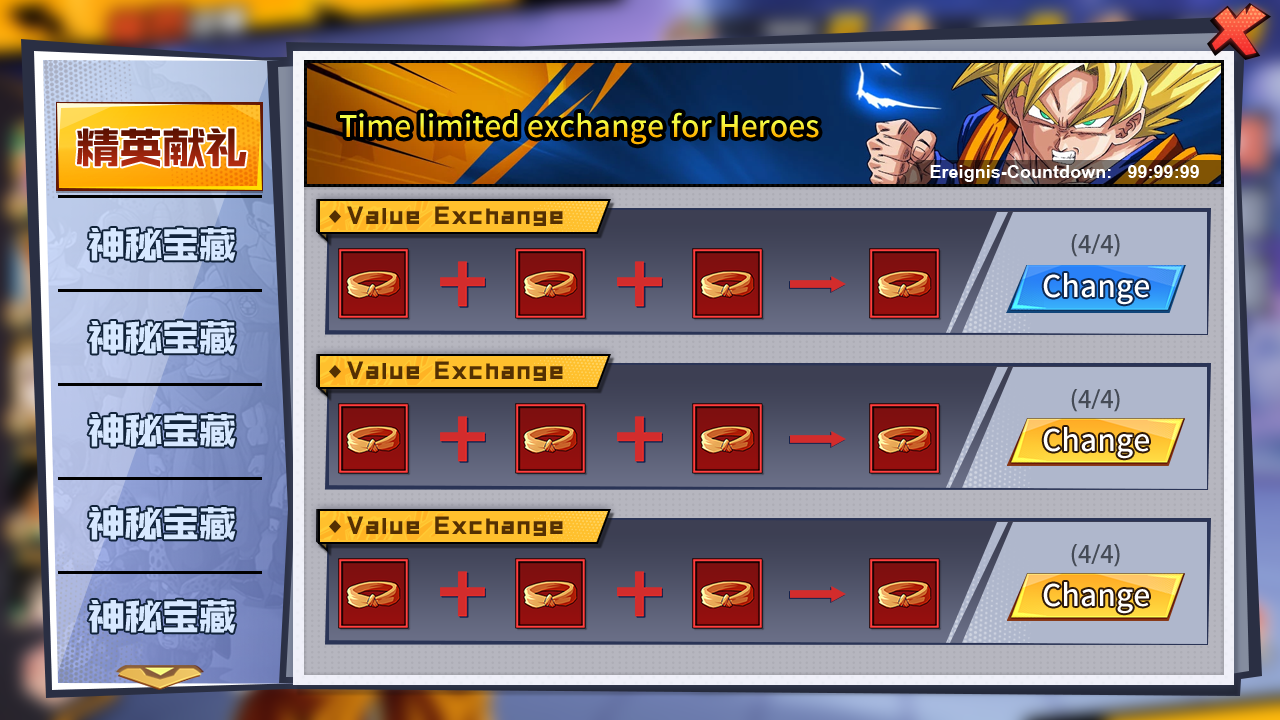 精英献礼
神秘宝藏
神秘宝藏
神秘宝藏
神秘宝藏
神秘宝藏
Time limited exchange for Heroes
Ereignis-Countdown: 99:99:99
Value Exchange
(4/4)
Change
Value Exchange
(4/4)
Change
Value Exchange
(4/4)
Change